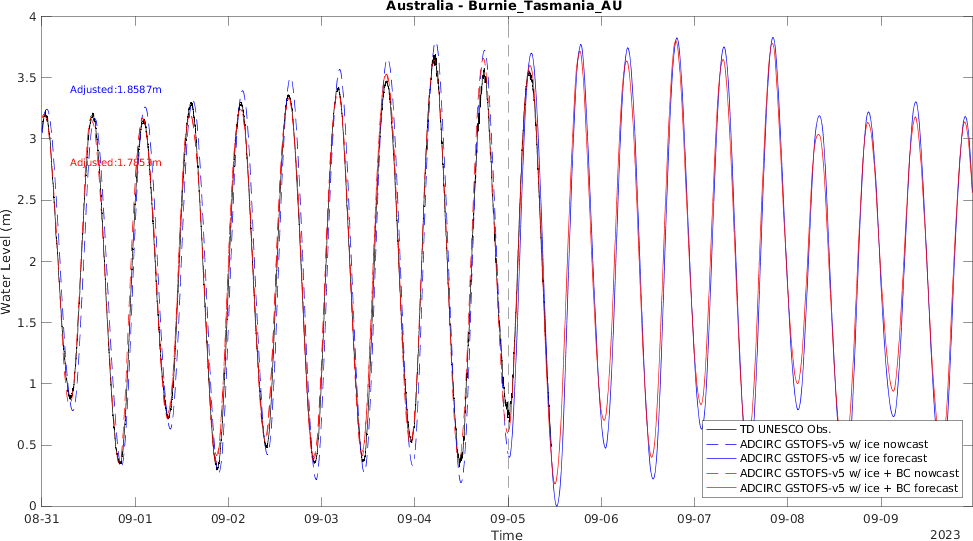 Australia - Burnie_Tasmania_AU
4
3.5
3
2.5
2
1.5
1
0.5
0
Water Level (m)
Adjusted:1.8587m
Adjusted:1.7853m
TD UNESCO Obs.
ADCIRC GSTOFS-v5 w/ ice nowcast
ADCIRC GSTOFS-v5 w/ ice forecast
ADCIRC GSTOFS-v5 w/ ice + BC nowcast
ADCIRC GSTOFS-v5 w/ ice + BC forecast
08-31 09-01 09-02 09-03 09-04 09-05 09-06 09-07 09-08 09-09
Time
2023